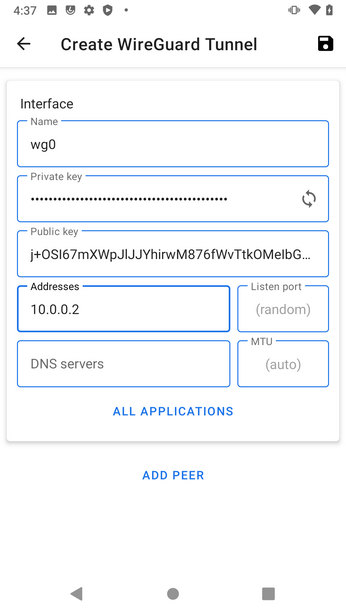 4:37
Create WireGuard Tunnel
Interface
Name
wg0
Private key
••••••••••••••••••••••••••••••••••••••••••••
Public key
j+OSI67mXWpJlJJYhirwM876fWvTtkOMeIbG...
Addresses
10.0.0.2
Listen port
(random)
DNS servers
MTU
(auto)
ALL APPLICATIONS
ADD PEER